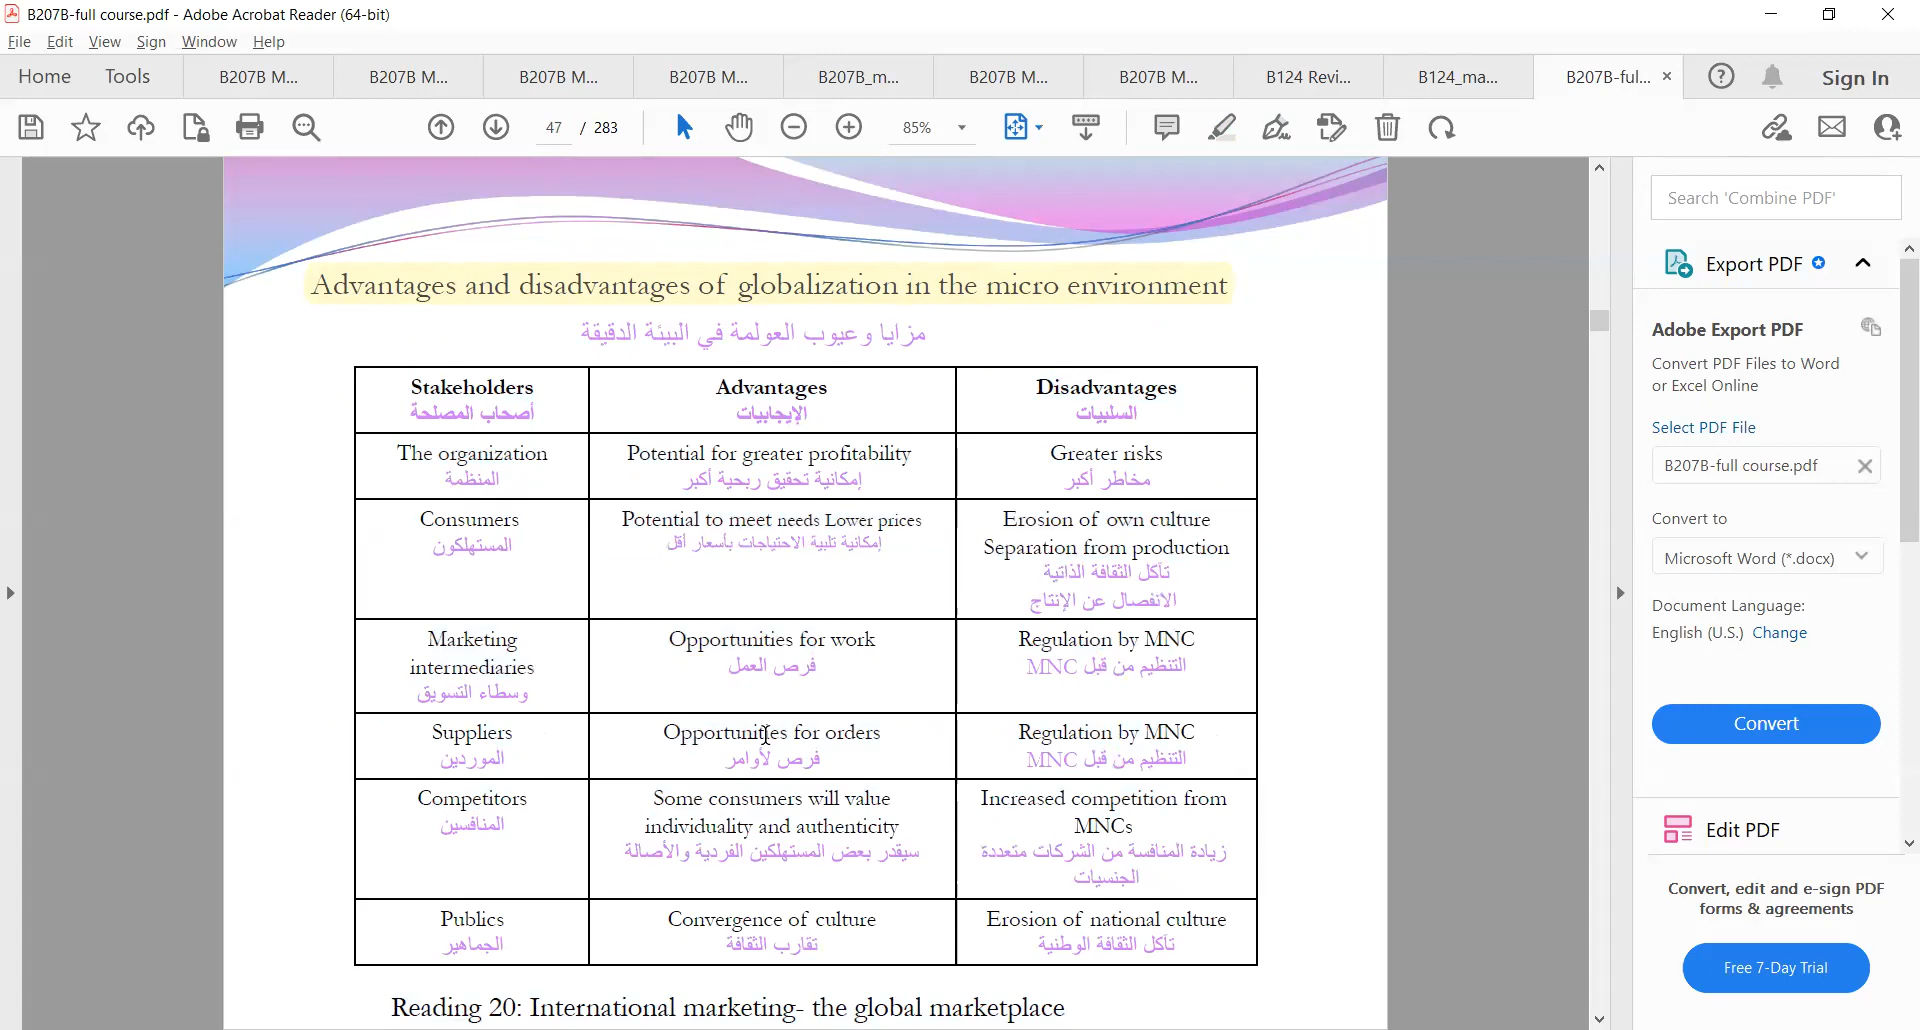 B207B-full course.pdf - Adobe Acrobat Reader (64-bit)
File Edit View Sign Window Help
Home Tools B207B M... B207B M... B207B M... B207B M... B207B_m... B207B M... B207B M... B124 Revi... B124_ma... B207B-ful... Sign In
47 / 283 85%
Advantages and disadvantages of globalization in the micro environment
مزايا وعيوب العولمة في البيئة الدقيقة
Stakeholders Advantages Disadvantages
أصحاب المصلحة الإيجابيات السلبيات
The organization Potential for greater profitability Greater risks
المنظمة إمكانية تحقيق ربحية أكبر مخاطر أكبر
Consumers Potential to meet needs Lower prices Erosion of own culture
المستهلكون إمكانية تلبية الاحتياجات بأسعار أقل Separation from production
تآكل الثقافة الذاتية
الانفصال عن الإنتاج
Marketing Opportunities for work Regulation by MNC
intermediaries فرص العمل التنظيم من قبل MNC
وسطاء التسويق
Suppliers Opportunities for orders Regulation by MNC
الموردين فرص لأوامر التنظيم من قبل MNC
Competitors Some consumers will value Increased competition from
المنافسين individuality and authenticity MNCs
سيقدر بعض المستهلكين الفردية والأصالة زيادة المنافسة من الشركات متعددة
الجنسيات
Publics Convergence of culture Erosion of national culture
الجماهير تقارب الثقافة تآكل الثقافة الوطنية
Reading 20: International marketing- the global marketplace
Search 'Combine PDF'
Export PDF
Adobe Export PDF
Convert PDF Files to Word
or Excel Online
Select PDF File
B207B-full course.pdf
Convert to
Microsoft Word (*.docx)
Document Language:
English (U.S.) Change
Convert
Edit PDF
Convert, edit and e-sign PDF
forms & agreements
Free 7-Day Trial